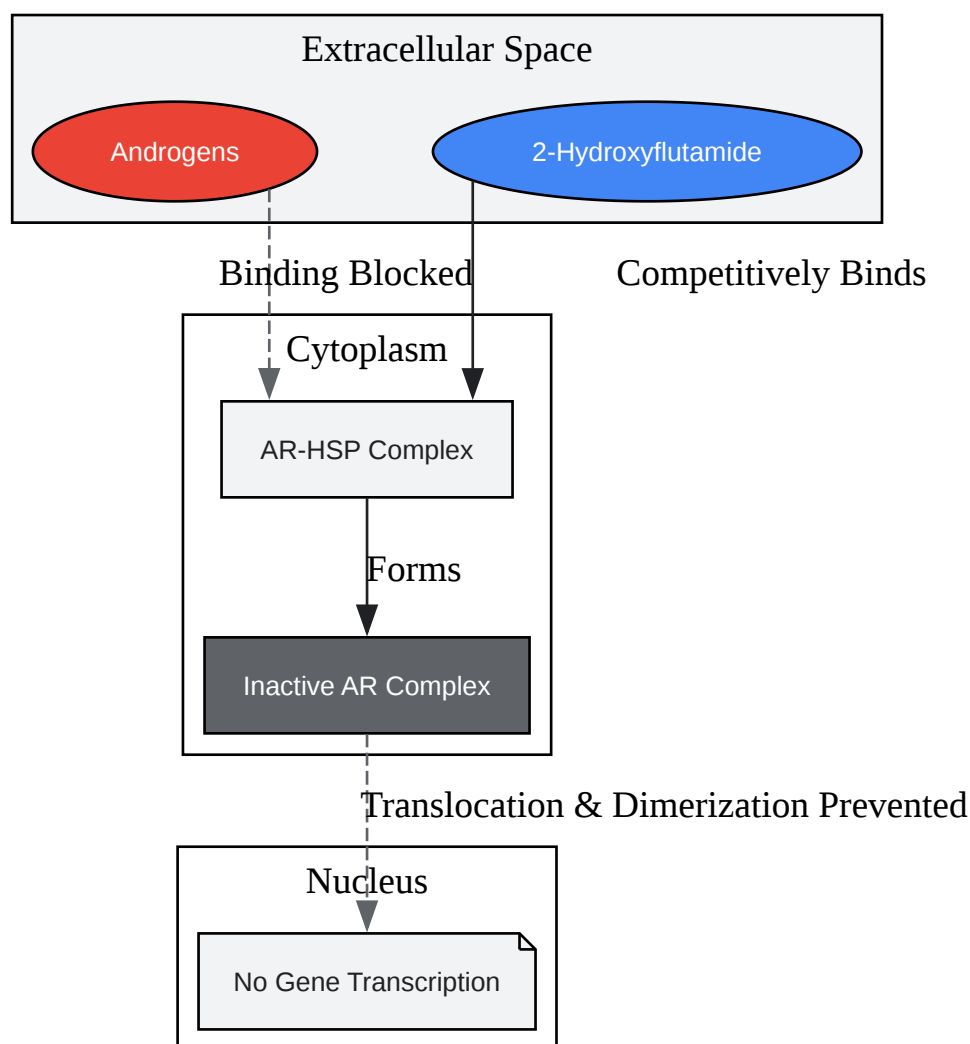 Extracellular Space
Androgens
2-Hydroxyflutamide
Binding Blocked
Competitively Binds
Cytoplasm
AR-HSP Complex
Forms
Inactive AR Complex
Translocation & Dimerization Prevented
Nucleus
No Gene Transcription